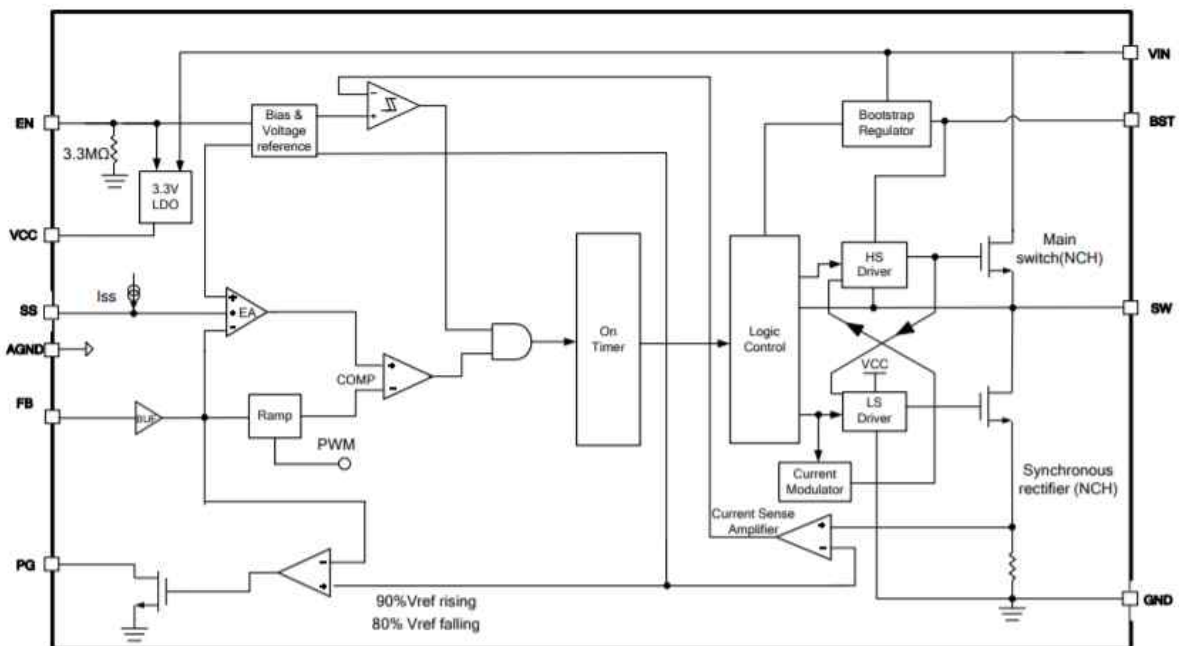 VIN
Bootstrap
Regulator
BST
EN
Bias &
Voltage
reference
3.3MΩ
3.3V
LDO
VCC
HS
Driver
Main
switch(NCH)
Iss
SS
EA
SW
On
Timer
Logic
Control
AGND
VCC
COMP
FB
BUF
Ramp
LS
Driver
PWM
Current
Modulator
Synchronous
rectifier (NCH)
Current Sense
Amplifier
PG
90%Vref rising
80% Vref falling
GND